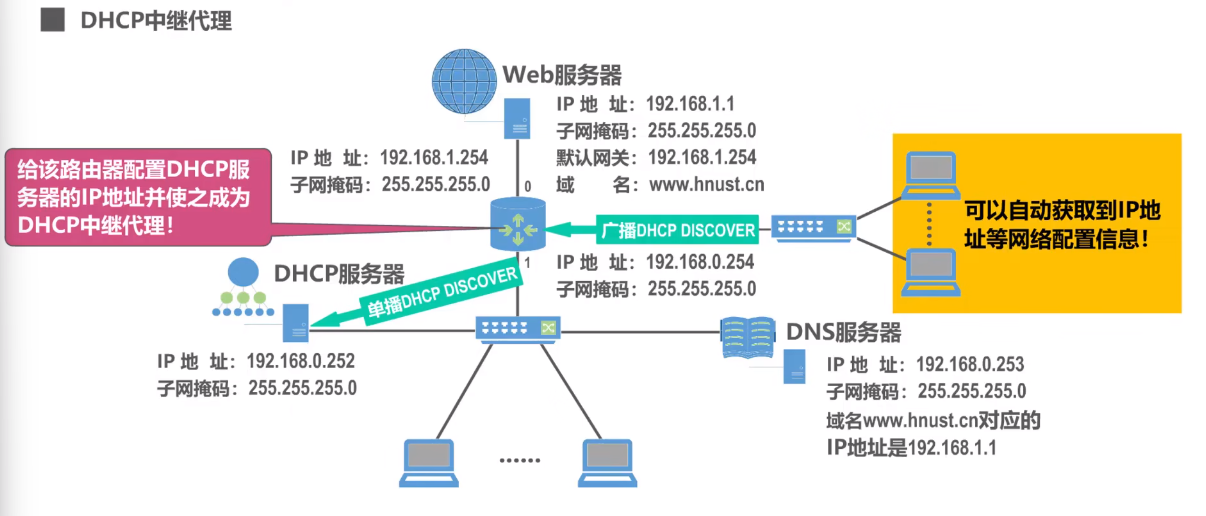 DHCP中继代理
Web服务器
IP 地 址：192.168.1.1
子网掩码：255.255.255.0
默认网关：192.168.1.254
域 名：www.hnust.cn
IP 地 址：192.168.1.254
子网掩码：255.255.255.0
0
给该路由器配置DHCP服
务器的IP地址并使之成为
DHCP中继代理！
广播DHCP DISCOVER
可以自动获取到IP地
址等网络配置信息！
1
IP 地 址：192.168.0.254
子网掩码：255.255.255.0
DHCP服务器
单播DHCP DISCOVER
IP 地 址：192.168.0.252
子网掩码：255.255.255.0
DNS服务器
IP 地 址：192.168.0.253
子网掩码：255.255.255.0
域名www.hnust.cn对应的
IP地址是192.168.1.1
······